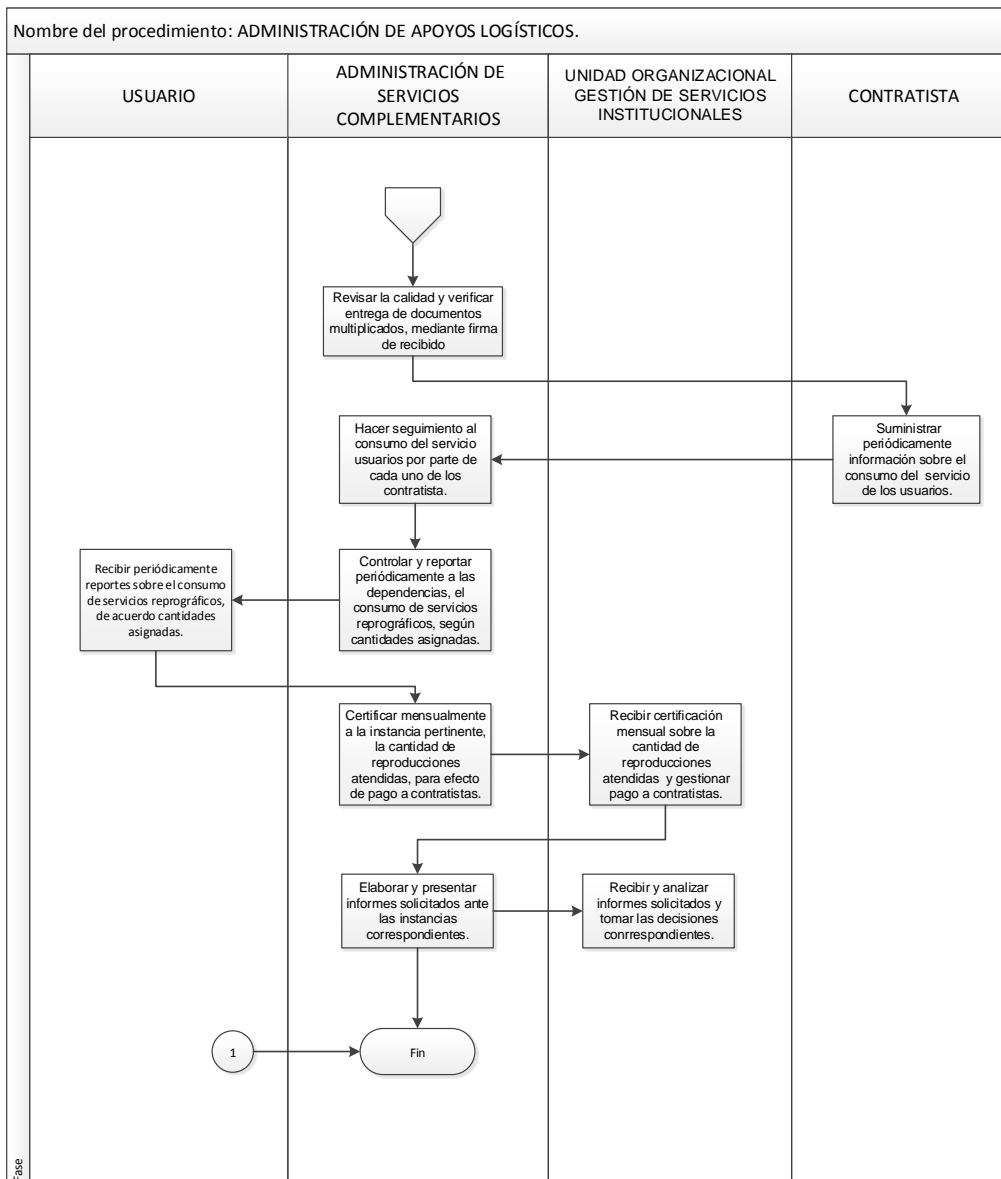 Nombre del procedimiento: ADMINISTRACIÓN DE APOYOS LOGÍSTICOS.
USUARIO
ADMINISTRACIÓN DE
SERVICIOS
COMPLEMENTARIOS
UNIDAD ORGANIZACIONAL
GESTIÓN DE SERVICIOS
INSTITUCIONALES
CONTRATISTA
Revisar la calidad y verificar
entrega de documentos
multiplicados, mediante firma
de recibido
Suministrar
periódicamente
información sobre el
consumo del servicio
de los usuarios.
Hacer seguimiento al
consumo del servicio
usuarios por parte de
cada uno de los
contratista.
Controlar y reportar
periódicamente a las
dependencias, el
consumo de servicios
reprográficos, según
cantidades asignadas.
Recibir periódicamente
reportes sobre el consumo
de servicios reprográficos,
de acuerdo cantidades
asignadas.
Certificar mensualmente
a la instancia pertinente,
la cantidad de
reproducciones
atendidas, para efecto
de pago a contratistas.
Recibir certificación
mensual sobre la
cantidad de
reproducciones
atendidas y gestionar
pago a contratistas.
Elaborar y presentar
informes solicitados ante
las instancias
correspondientes.
Recibir y analizar
informes solicitados y
tomar las decisiones
conrrespondientes.
1
Fin
Fase